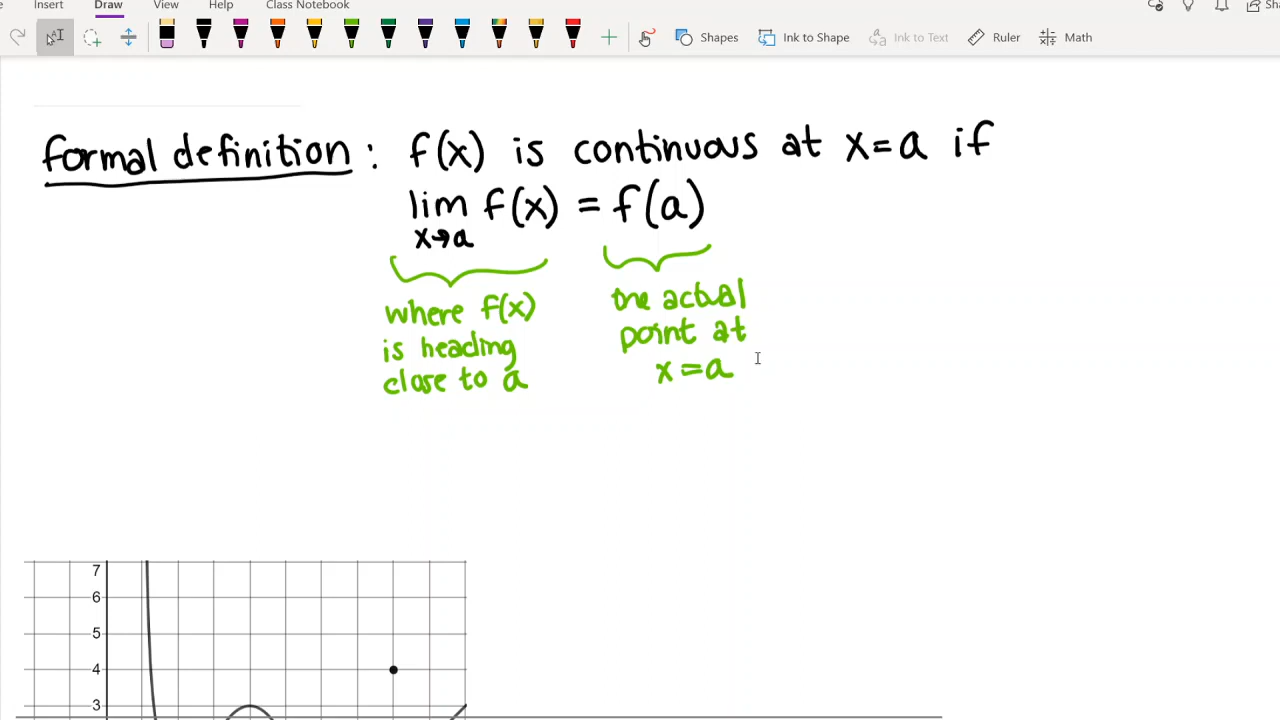 Insert Draw View Help Class Notebook
Shapes Ink to Shape Ink to Text Ruler Math
formal definition: f(x) is continuous at x=a if
lim f(x) = f(a)
x→a
where f(x)
is heading
close to a
the actual
point at
x=a
7
6
5
4
3